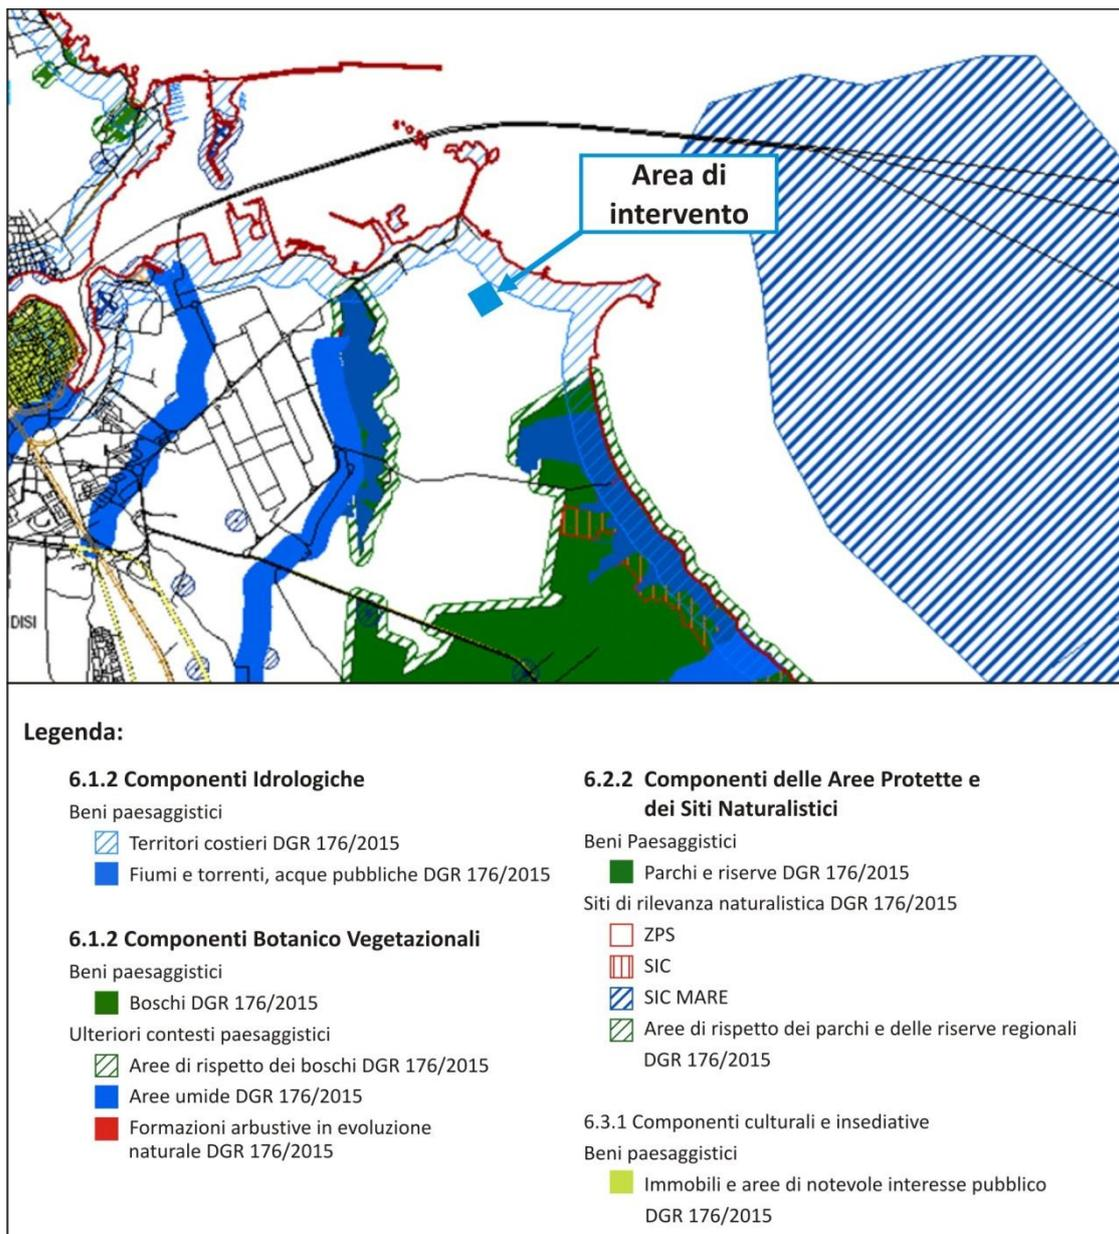 Area di
intervento
DISI
Legenda:
6.1.2 Componenti Idrologiche
Beni paesaggistici
Territori costieri DGR 176/2015
Fiumi e torrenti, acque pubbliche DGR 176/2015
6.1.2 Componenti Botanico Vegetazionali
Beni paesaggistici
Boschi DGR 176/2015
Ulteriori contesti paesaggistici
Aree di rispetto dei boschi DGR 176/2015
Aree umide DGR 176/2015
Formazioni arbustive in evoluzione
naturale DGR 176/2015
6.2.2 Componenti delle Aree Protette e
dei Siti Naturalistici
Beni Paesaggistici
Parchi e riserve DGR 176/2015
Siti di rilevanza naturalistica DGR 176/2015
ZPS
SIC
SIC MARE
Aree di rispetto dei parchi e delle riserve regionali
DGR 176/2015
6.3.1 Componenti culturali e insediative
Beni paesaggistici
Immobili e aree di notevole interesse pubblico
DGR 176/2015